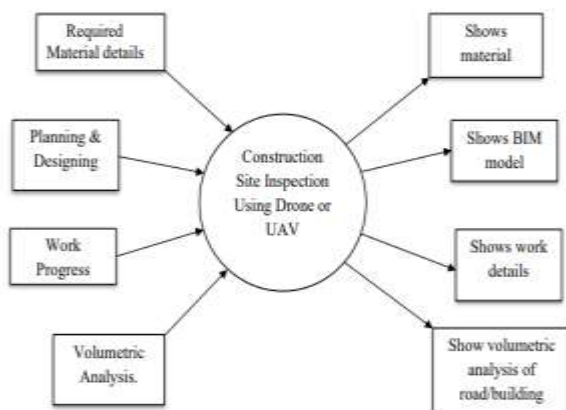 Required
Material details
Planning &
Designing
Work
Progress
Volumetric
Analysis.
Construction
Site Inspection
Using Drone or
UAV
Shows
material
Shows BIM
model
Shows work
details
Show volumetric
analysis of
road/building